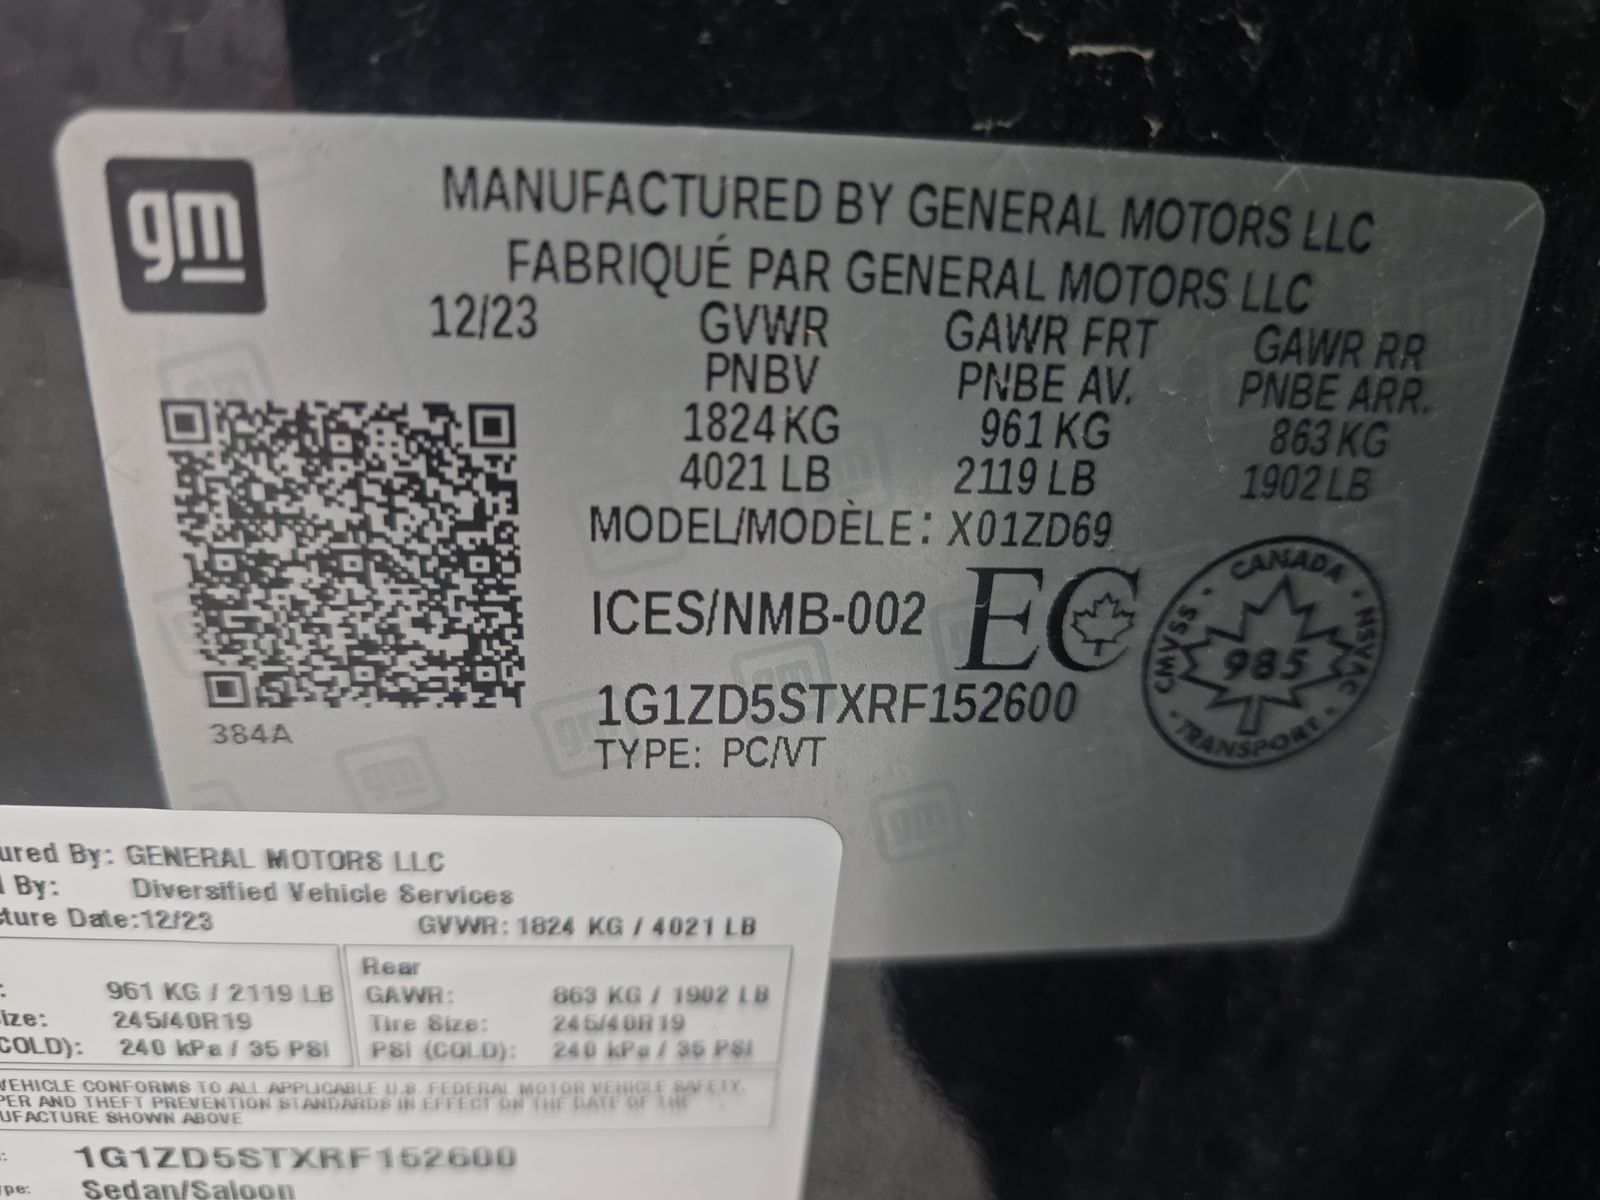 gm
MANUFACTURED BY GENERAL MOTORS LLC
FABRIQUÉ PAR GENERAL MOTORS LLC
12/23 GVWR GAWR FRT GAWR RR
PNBV PNBE AV. PNBE ARR.
1824 KG 961 KG 863 KG
4021 LB 2119 LB 1902 LB
MODEL/MODÈLE: X01ZD69
ICES/NMB-002 EC
CANADA
CMVSS 985 NSVAC
TRANSPORT
1G1ZD5STXRF152600
384A TYPE: PC/VT
ured By: GENERAL MOTORS LLC
By: Diversified Vehicle Services
cture Date:12/23 GVWR: 1824 KG / 4021 LB
Rear
: 961 KG / 2119 LB GAWR: 863 KG / 1902 LB
ize: 245/40R19 Tire Size: 245/40R19
COLD): 240 kPa / 35 PSI PSI (COLD): 240 kPa / 35 PSI
VEHICLE CONFORMS TO ALL APPLICABLE U.S. FEDERAL MOTOR VEHICLE SAFETY,
PER AND THEFT PREVENTION STANDARDS IN EFFECT ON THE DATE OF THE
UFACTURE SHOWN ABOVE
: 1G1ZD5STXRF152600
ype: Sedan/Saloon